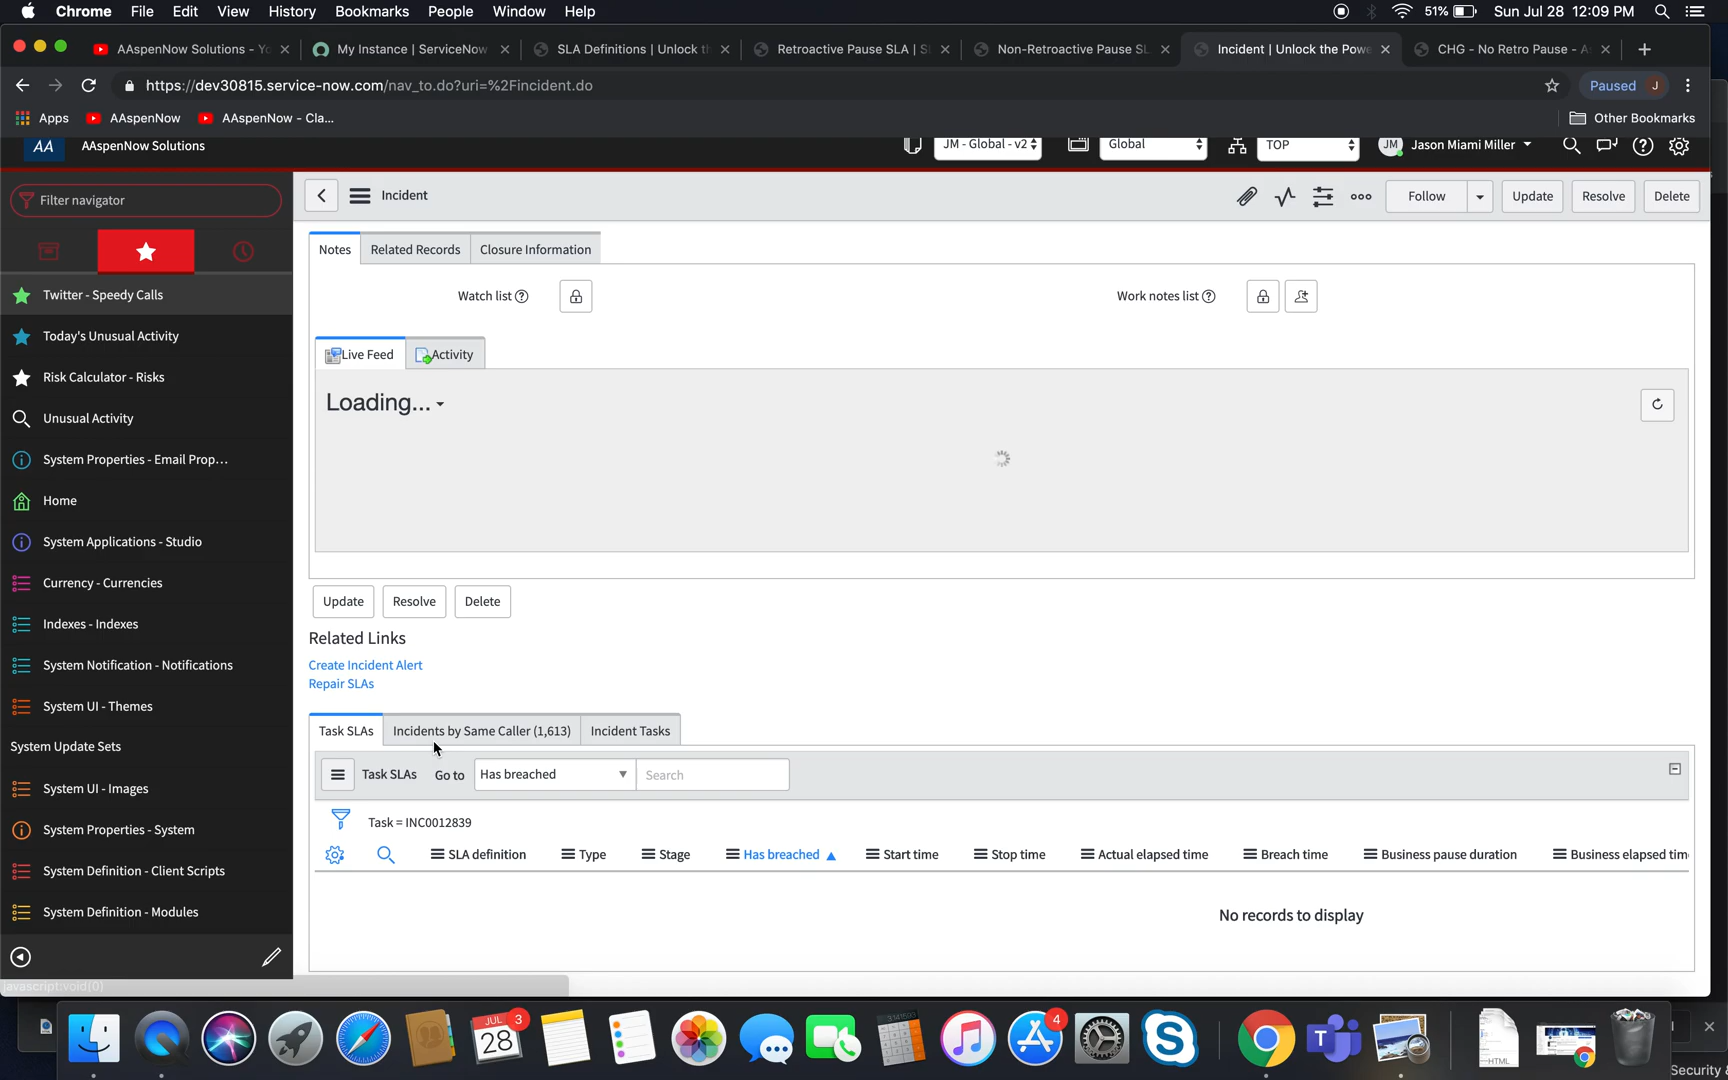 Chrome File Edit View History Bookmarks People Window Help 51% Sun Jul 28 12:09 PM
AAspenNow Solutions - Yo My Instance | ServiceNow SLA Definitions | Unlock th Retroactive Pause SLA | S Non-Retroactive Pause SL Incident | Unlock the Powe CHG - No Retro Pause - A
https://dev30815.service-now.com/nav_to.do?uri=%2Fincident.do Paused J
Apps AAspenNow AAspenNow - Cla... Other Bookmarks
AA AAspenNow Solutions JM - Global - v2 Global TOP JM Jason Miami Miller
Filter navigator
Incident Follow Update Resolve Delete
Notes Related Records Closure Information
Twitter - Speedy Calls
Watch list Work notes list
Today's Unusual Activity
Live Feed Activity
Risk Calculator - Risks
Loading...
Unusual Activity
System Properties - Email Prop...
Home
System Applications - Studio
Currency - Currencies
Update Resolve Delete
Indexes - Indexes
Related Links
System Notification - Notifications
Create Incident Alert
Repair SLAs
System UI - Themes
Task SLAs Incidents by Same Caller (1,613) Incident Tasks
System Update Sets
Task SLAs Go to Has breached Search
System UI - Images
Task = INC0012839
System Properties - System
SLA definition Type Stage Has breached Start time Stop time Actual elapsed time Breach time Business pause duration Business elapsed tim
System Definition - Client Scripts
System Definition - Modules
No records to display
javascript:void(0)
JUL 28 3
4
HTML
Security